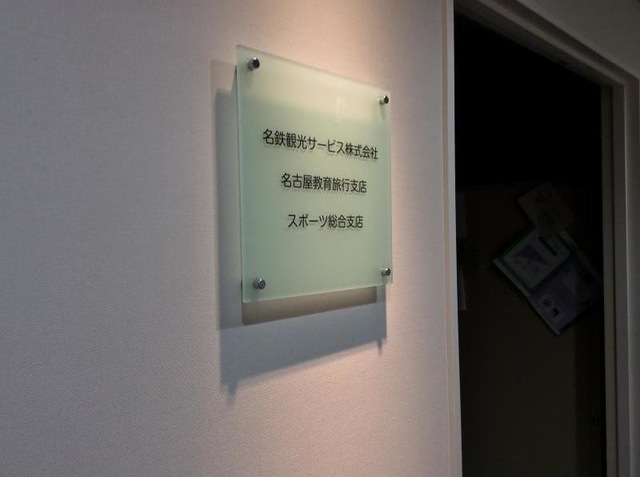 名鉄観光サービス株式会社
名古屋教育旅行支店
スポーツ総合支店